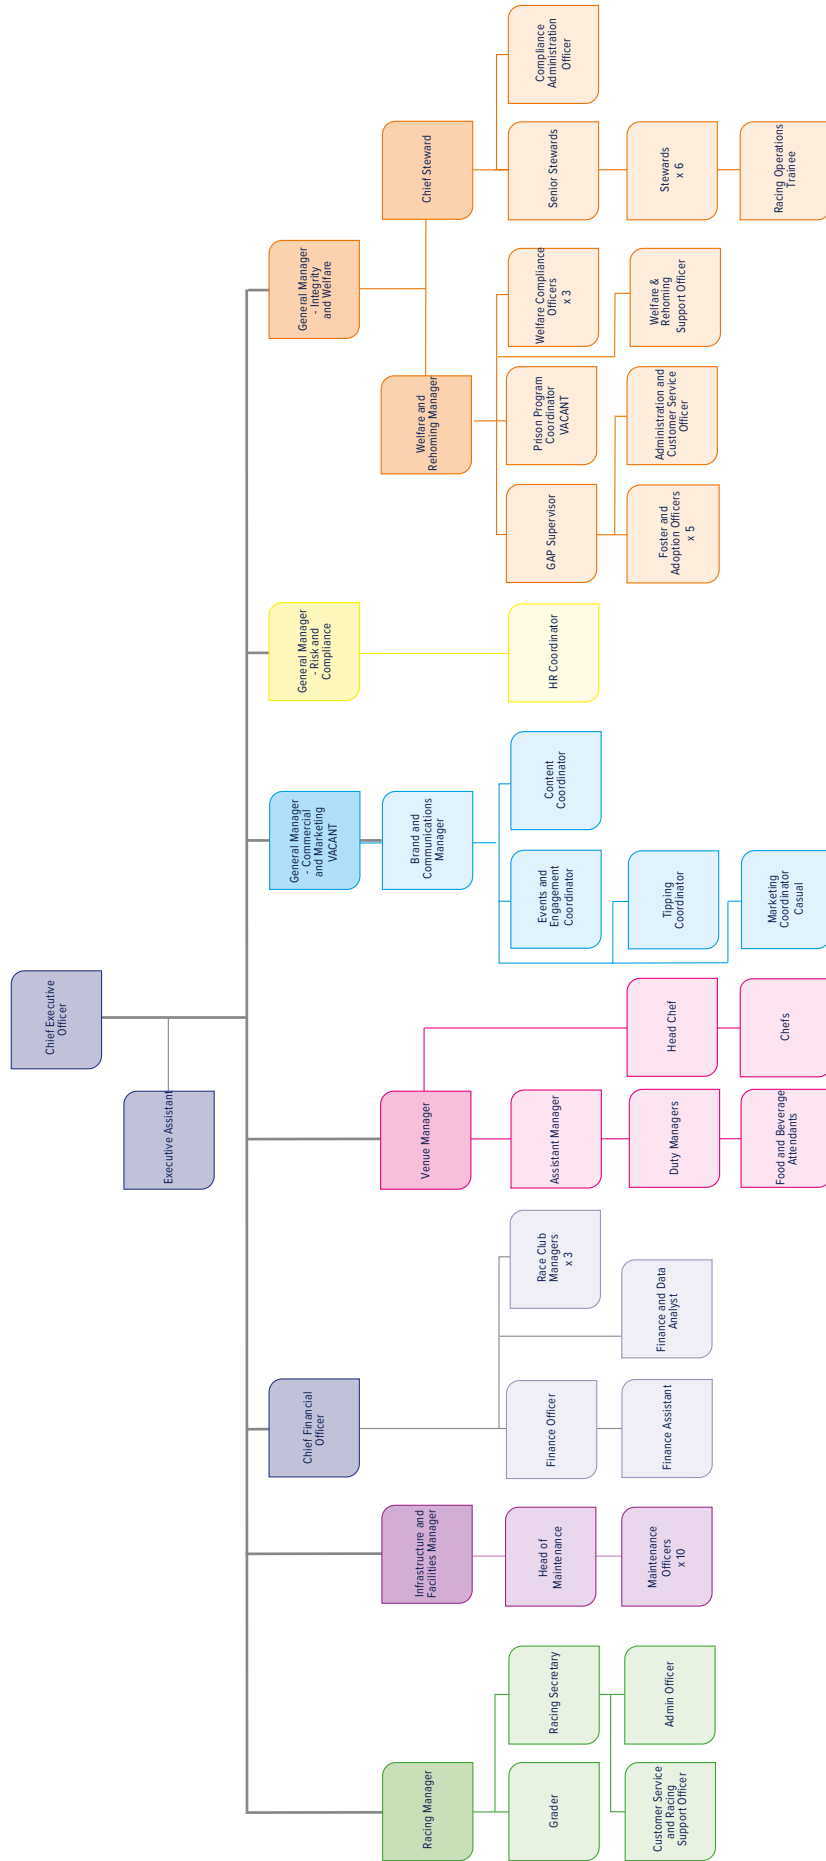 Chief Executive
Officer
Executive Assistant
Racing Manager
Grader
Racing Secretary
Customer Service
and Racing
Support Officer
Admin Officer
Infrastructure and
Facilities Manager
Head of
Maintenance
Maintenance
Officers
x 10
Chief Financial
Officer
Finance Officer
Race Club
Managers
x 3
Finance Assistant
Finance and Data
Analyst
Venue Manager
Assistant Manager
Duty Managers
Food and Beverage
Attendants
Head Chef
Chefs
General Manager
- Commercial
and Marketing
VACANT
Brand and
Communications
Manager
Events and
Engagement
Coordinator
Content
Coordinator
Tipping
Coordinator
Marketing
Coordinator
Casual
General Manager
- Risk and
Compliance
HR Coordinator
General Manager
- Integrity
and Welfare
Welfare and
Rehoming Manager
GAP Supervisor
Prison Program
Coordinator
VACANT
Welfare Compliance
Officers
x 3
Foster and
Adoption Officers
x 5
Administration and
Customer Service
Officer
Welfare &
Rehoming
Support Officer
Chief Steward
Senior Stewards
Compliance
Administration
Officer
Stewards
x 6
Racing Operations
Trainee